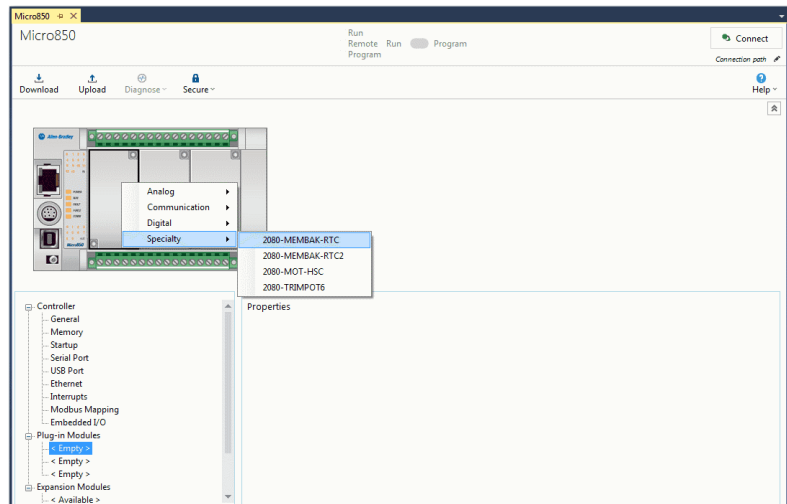 Micro850
Micro850
Run
Remote Run Program
Program
Connect
Connection path
Download Upload Diagnose Secure
Help
Allen-Bradley
Micro850
Analog
Communication
Digital
Specialty
2080-MEMBAK-RTC
2080-MEMBAK-RTC2
2080-MOT-HSC
2080-TRIMPOT6
Controller
General
Memory
Startup
Serial Port
USB Port
Ethernet
Interrupts
Modbus Mapping
Embedded I/O
Plug-in Modules
< Empty >
< Empty >
< Empty >
Expansion Modules
< Available >
Properties